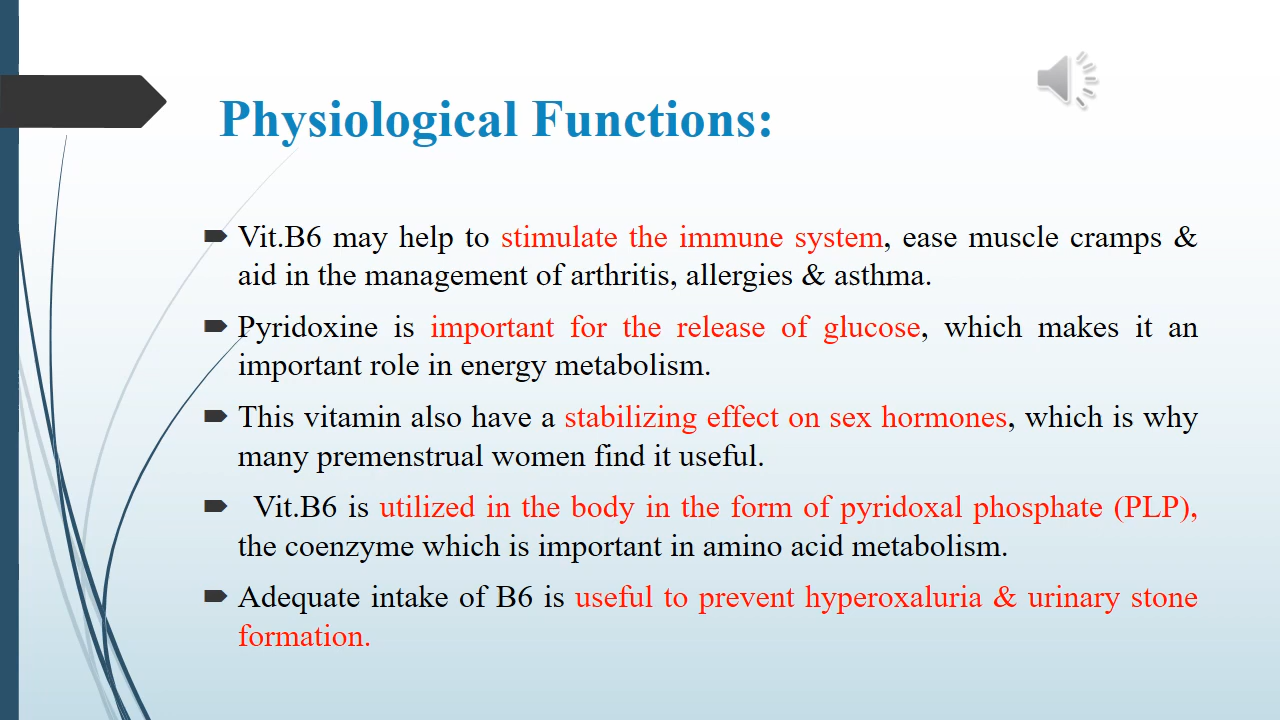 Physiological Functions:
Vit.B6 may help to stimulate the immune system, ease muscle cramps &
aid in the management of arthritis, allergies & asthma.
Pyridoxine is important for the release of glucose, which makes it an
important role in energy metabolism.
This vitamin also have a stabilizing effect on sex hormones, which is why
many premenstrual women find it useful.
Vit.B6 is utilized in the body in the form of pyridoxal phosphate (PLP),
the coenzyme which is important in amino acid metabolism.
Adequate intake of B6 is useful to prevent hyperoxaluria & urinary stone
formation.